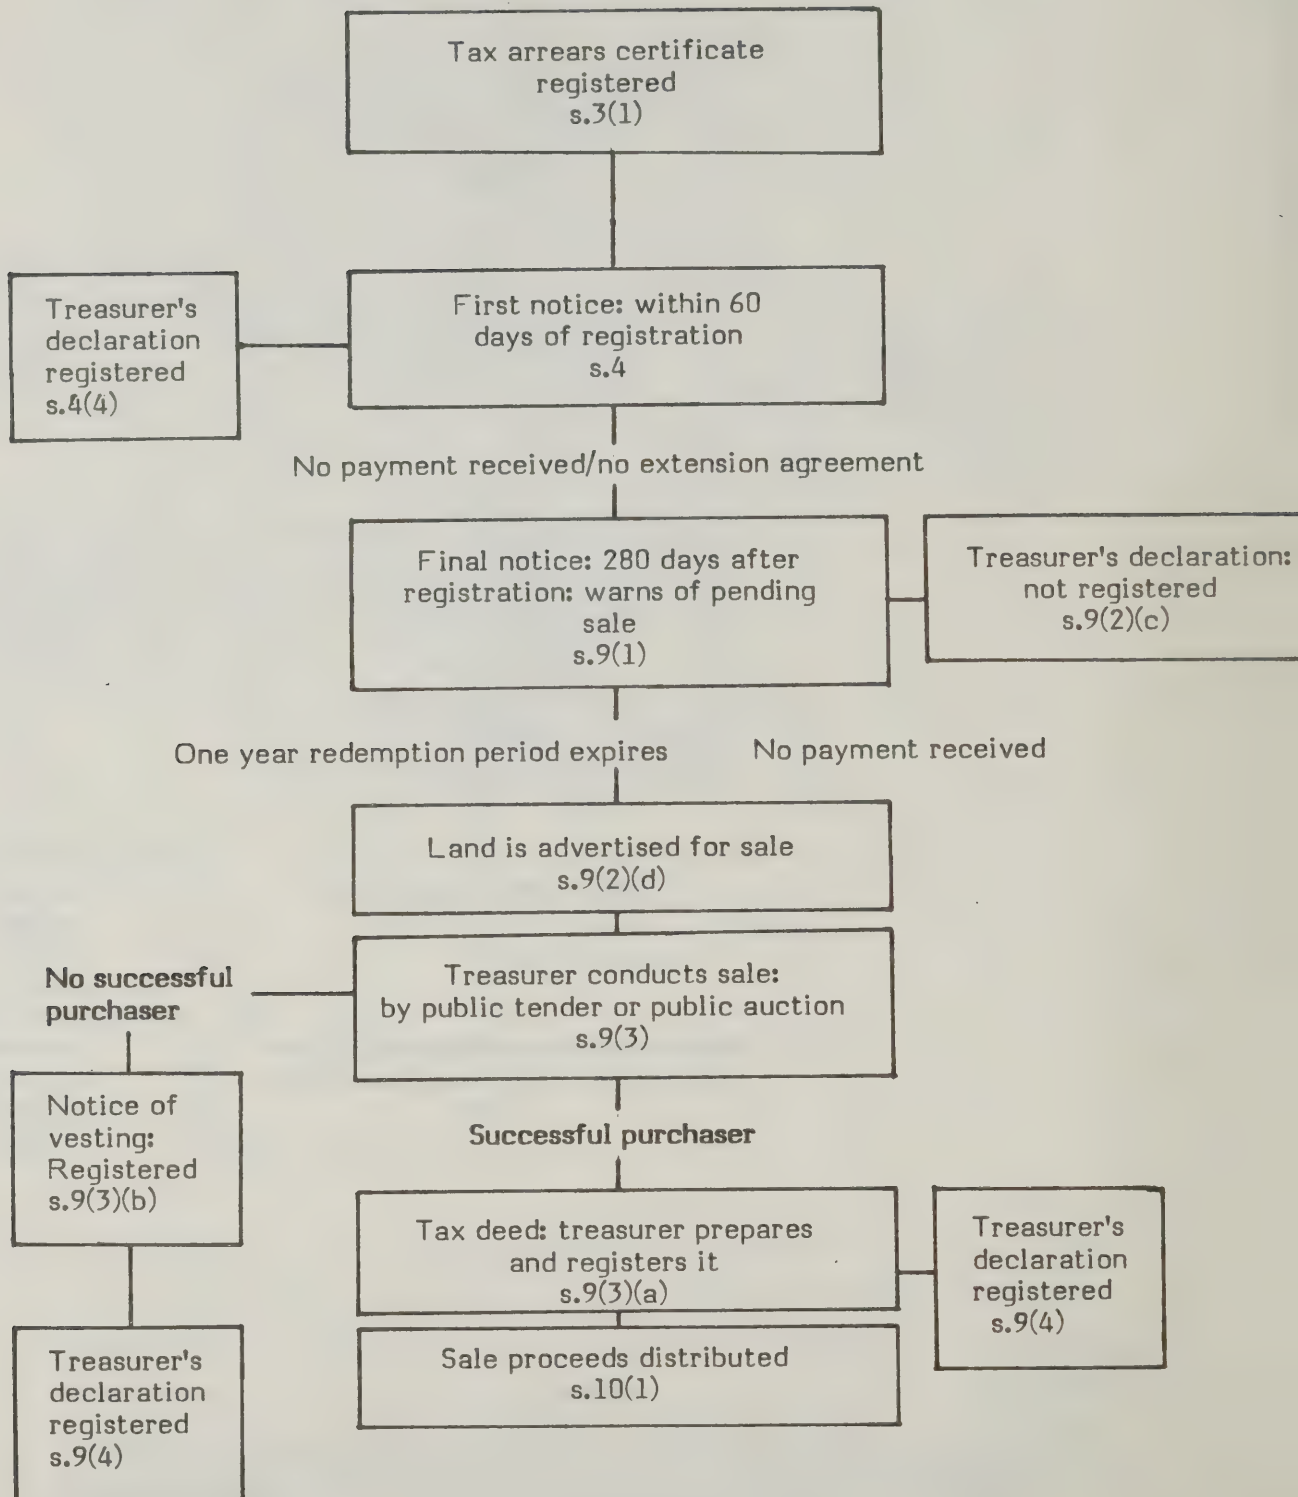 Tax arrears certificate
registered
s.3(1)
Treasurer's
declaration
registered
s.4(4)
First notice: within 60
days of registration
s.4
No payment received/no extension agreement
Final notice: 280 days after
registration: warns of pending
sale
s.9(1)
Treasurer's declaration:
not registered
s.9(2)(c)
One year redemption period expires No payment received
Land is advertised for sale
s.9(2)(d)
No successful
purchaser
Treasurer conducts sale:
by public tender or public auction
s.9(3)
Notice of
vesting:
Registered
s.9(3)(b)
Successful purchaser
Tax deed: treasurer prepares
and registers it
s.9(3)(a)
Treasurer's
declaration
registered
s.9(4)
Sale proceeds distributed
s.10(1)
Treasurer's
declaration
registered
s.9(4)